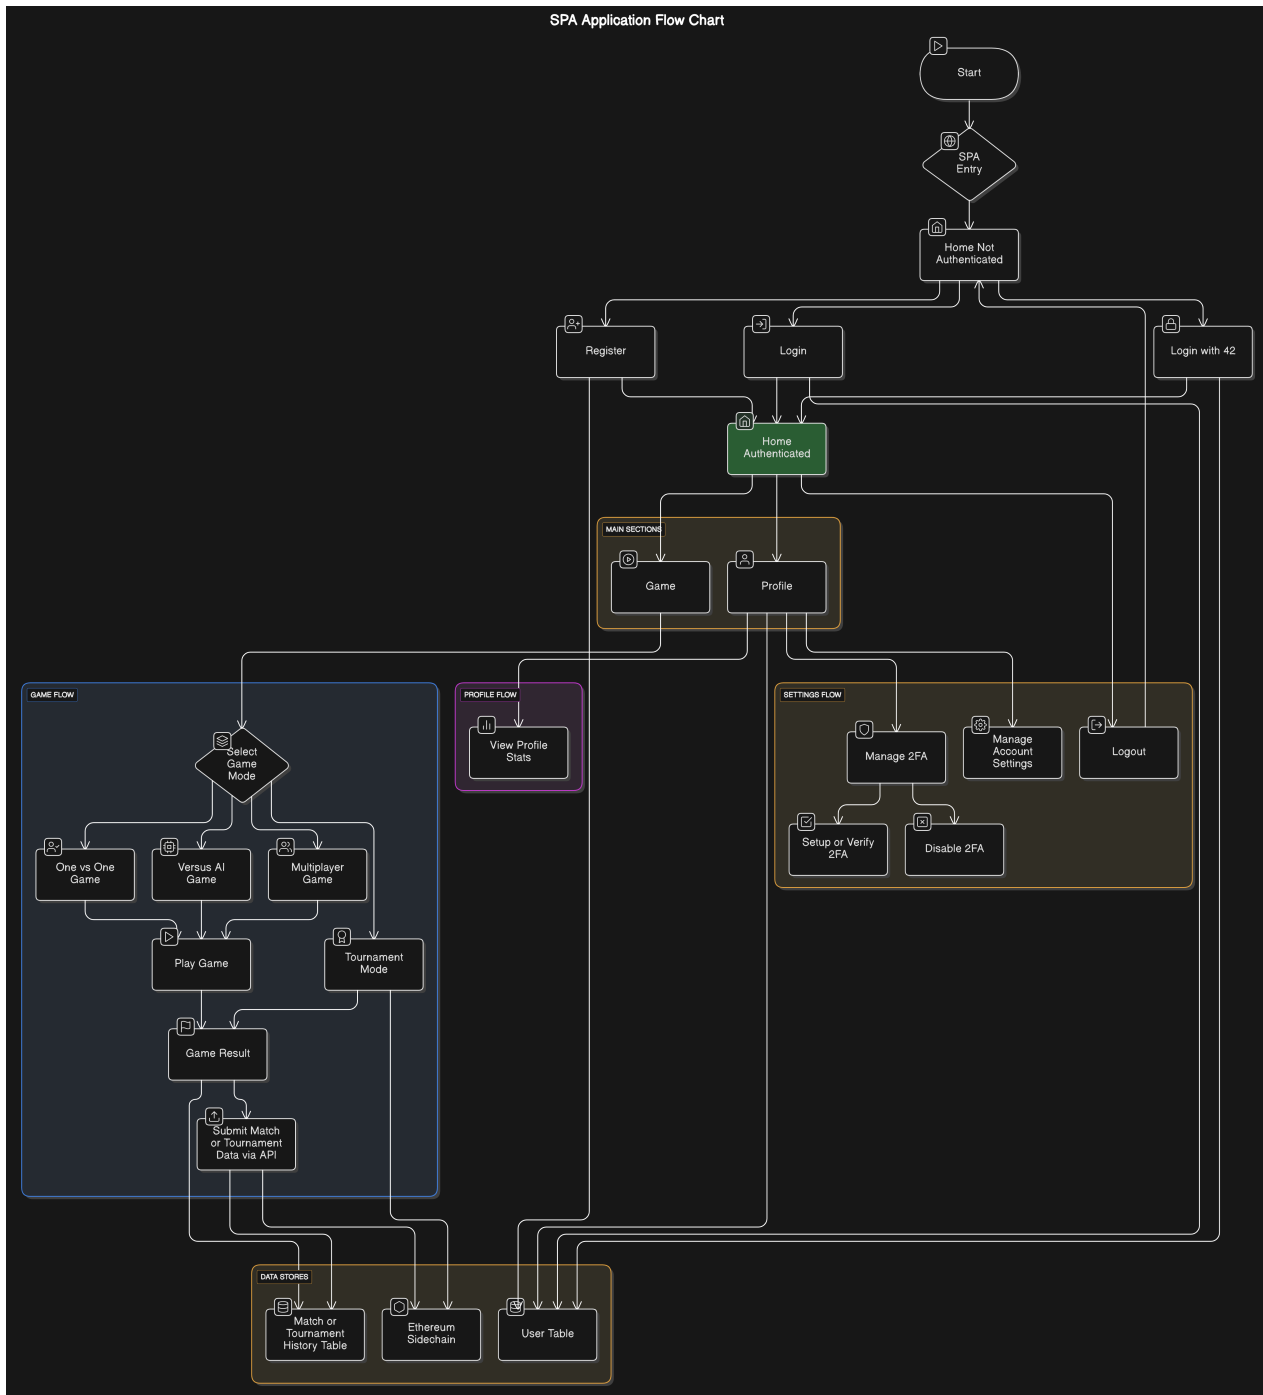 SPA Application Flow Chart
Start
SPA
Entry
Home Not
Authenticated
Register
Login
Login with 42
Home
Authenticated
MAIN SECTIONS
Game
Profile
GAME FLOW
PROFILE FLOW
SETTINGS FLOW
Select
Game
Mode
View Profile
Stats
Manage 2FA
Manage
Account
Settings
Logout
Setup or Verify
2FA
Disable 2FA
One vs One
Game
Versus AI
Game
Multiplayer
Game
Play Game
Tournament
Mode
Game Result
Submit Match
or Tournament
Data via API
DATA STORES
Match or
Tournament
History Table
Ethereum
Sidechain
User Table